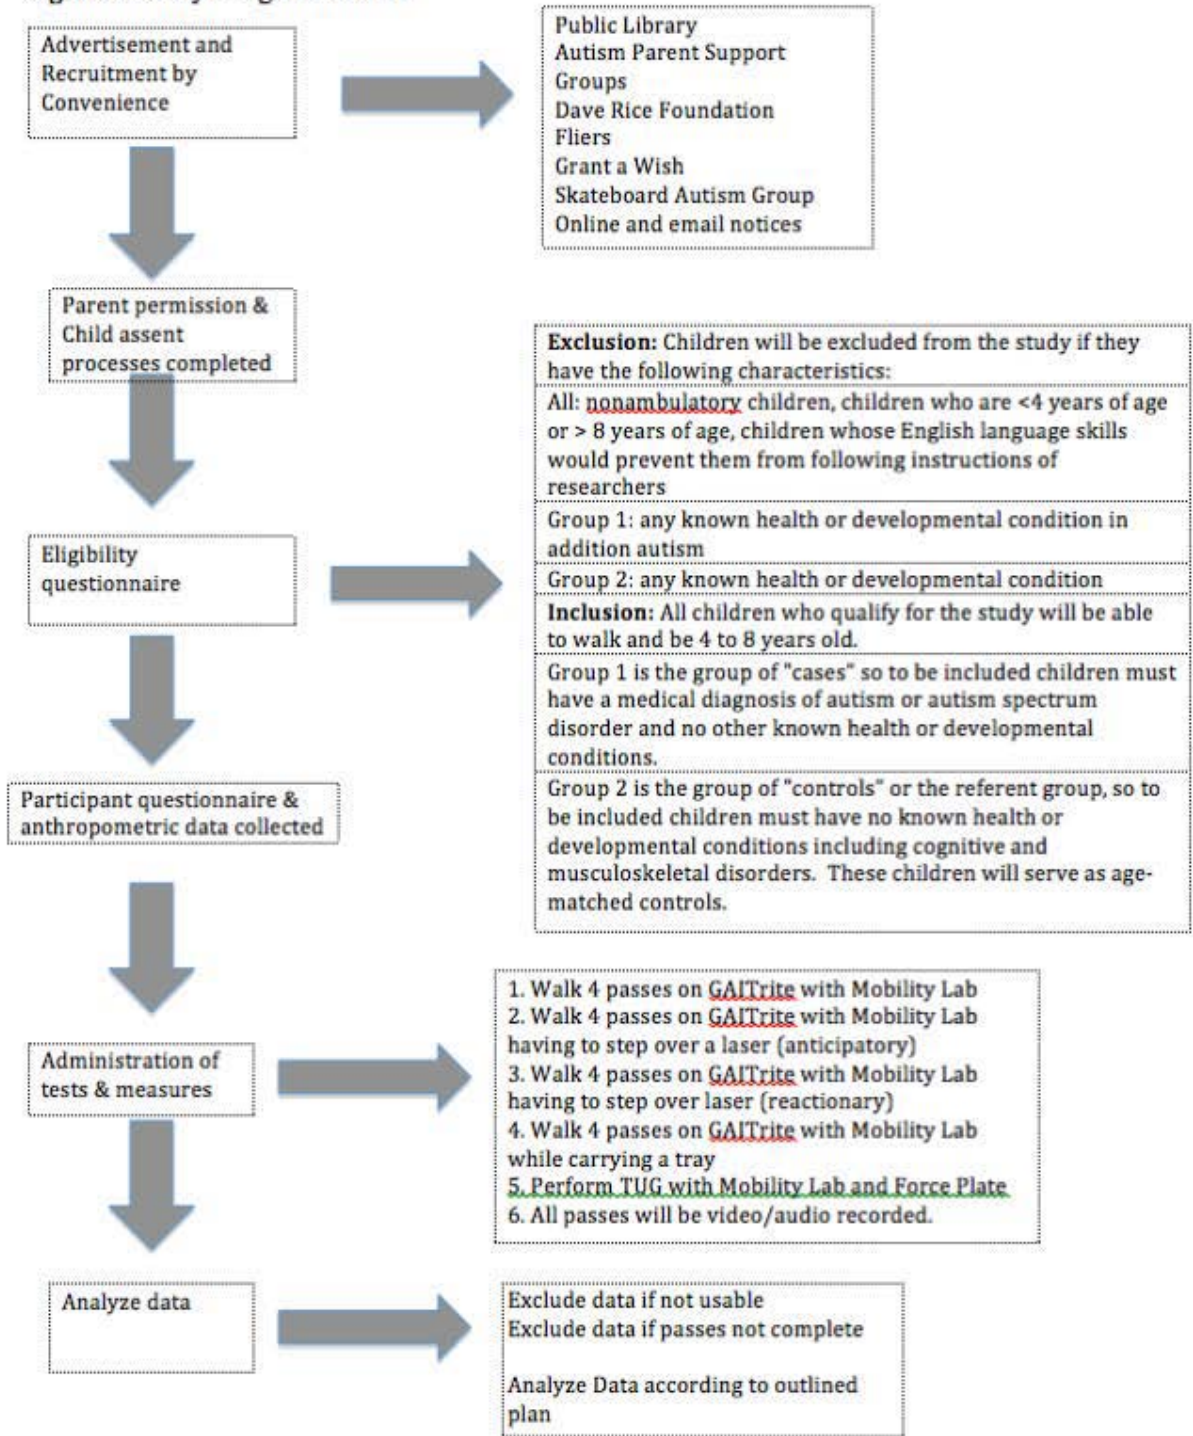 Advertisement and
Recruitment by
Convenience
Public Library
Autism Parent Support
Groups
Dave Rice Foundation
Fliers
Grant a Wish
Skateboard Autism Group
Online and email notices
Parent permission &
Child assent
processes completed
Exclusion: Children will be excluded from the study if they
have the following characteristics:
All: nonambulatory children, children who are <4 years of age
or > 8 years of age, children whose English language skills
would prevent them from following instructions of
researchers
Group 1: any known health or developmental condition in
addition autism
Group 2: any known health or developmental condition
Inclusion: All children who qualify for the study will be able
to walk and be 4 to 8 years old.
Group 1 is the group of "cases" so to be included children must
have a medical diagnosis of autism or autism spectrum
disorder and no other known health or developmental
conditions.
Group 2 is the group of "controls" or the referent group, so to
be included children must have no known health or
developmental conditions including cognitive and
musculoskeletal disorders.  These children will serve as age-
matched controls.
Eligibility
questionnaire
Participant questionnaire &
anthropometric data collected
Administration of
tests & measures
1. Walk 4 passes on GAITrite with Mobility Lab
2. Walk 4 passes on GAITrite with Mobility Lab
having to step over a laser (anticipatory)
3. Walk 4 passes on GAITrite with Mobility Lab
having to step over laser (reactionary)
4. Walk 4 passes on GAITrite with Mobility Lab
while carrying a tray
5. Perform TUG with Mobility Lab and Force Plate
6. All passes will be video/audio recorded.
Analyze data
Exclude data if not usable
Exclude data if passes not complete
Analyze Data according to outlined
plan